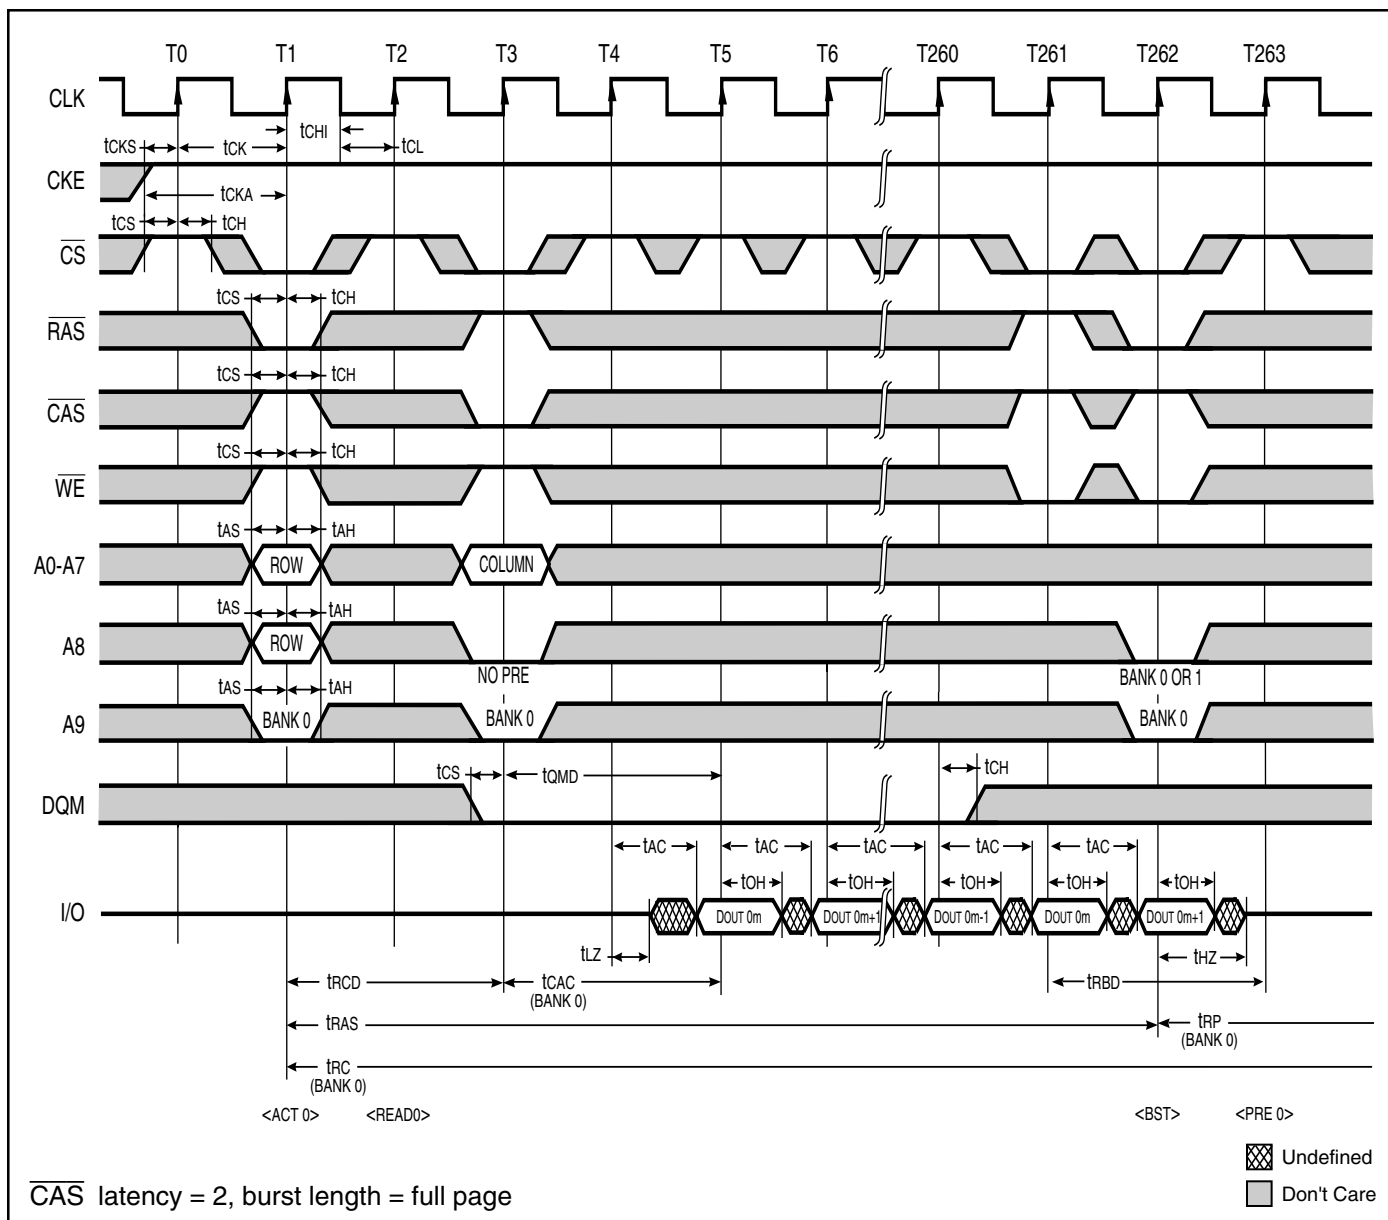 T0 T1 T2 T3 T4 T5 T6 T260 T261 T262 T263
CLK
tCHI
tCKS tCK tCL
CKE
tCKA
tCS tCH
CS
tCS tCH
RAS
tCS tCH
CAS
tCS tCH
WE
tAS tAH
A0-A7 ROW COLUMN
tAS tAH
A8 ROW
NO PRE BANK 0 OR 1
tAS tAH
A9 BANK 0 BANK 0 BANK 0
tCS tQMD tCH
DQM
tAC tAC tAC tAC tAC
tOH tOH tOH tOH tOH
I/O DOUT 0m DOUT 0m+1 DOUT 0m-1 DOUT 0m DOUT 0m+1
tLZ tHZ
tRCD tCAC tRBD
(BANK 0)
tRAS tRP
(BANK 0)
tRC
(BANK 0)
<ACT 0> <READ0> <BST> <PRE 0>
Undefined
CAS latency = 2, burst length = full page Don't Care